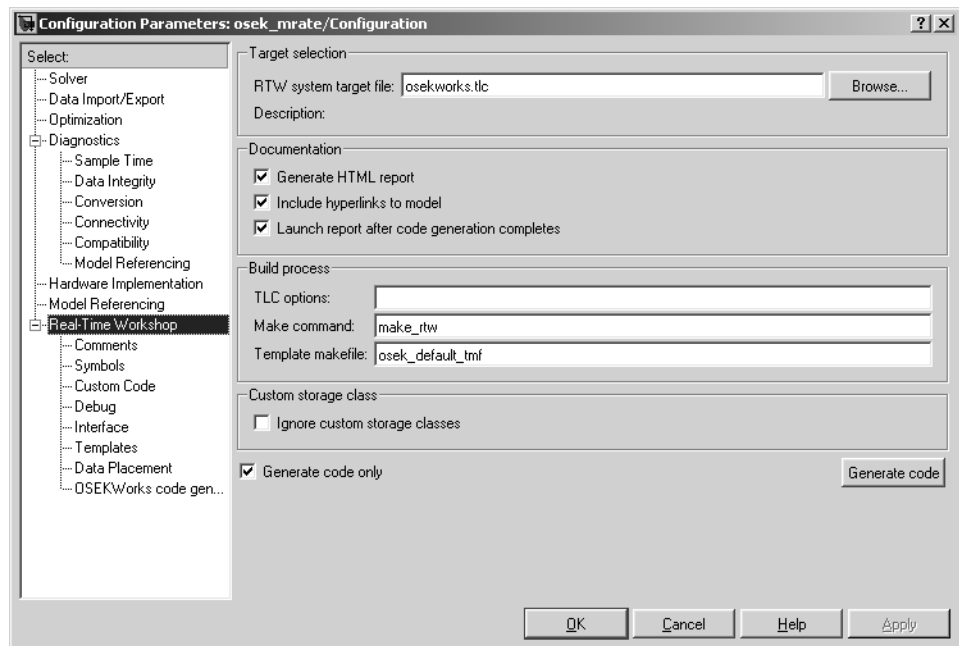 Configuration Parameters: osek_mrate/Configuration
Select:
Solver
Data Import/Export
Optimization
Diagnostics
Sample Time
Data Integrity
Conversion
Connectivity
Compatibility
Model Referencing
Hardware Implementation
Model Referencing
Real-Time Workshop
Comments
Symbols
Custom Code
Debug
Interface
Templates
Data Placement
OSEKWorks code gen...
Target selection
RTW system target file: osekworks.tlc Browse...
Description:
Documentation
Generate HTML report
Include hyperlinks to model
Launch report after code generation completes
Build process
TLC options:
Make command: make_rtw
Template makefile: osek_default_tmf
Custom storage class
Ignore custom storage classes
Generate code only Generate code
OK Cancel Help Apply